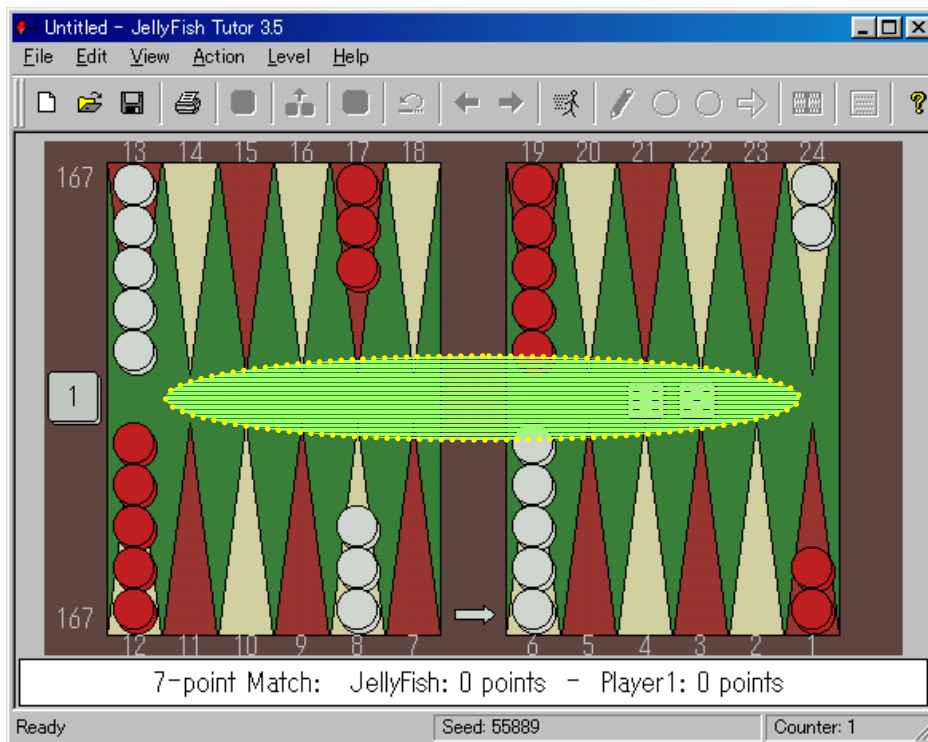 Untitled - JellyFish Tutor 3.5
File Edit View Action Level Help
13 14 15 16 17 18 19 20 21 22 23 24
167
1
167
12 11 10 9 8 7 6 5 4 3 2 1
7-point Match: JellyFish: 0 points - Player1: 0 points
Ready Seed: 55889 Counter: 1